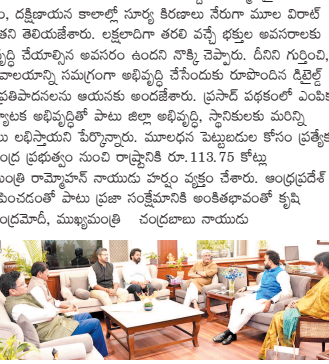 , దక్షిణాయన కాలాల్లో సూర్య కిరణాలు నేరుగా మూల విరాట్
తని తెలియజేశారు. లక్షలాదిగా తరలి వచ్చే భక్తుల అవసరాలకు
వృద్ధి చేయాల్సిన అవసరం ఉందని నొక్కి చెప్పారు. దీనిని గుర్తించి,
వాలయాన్ని సమగ్రంగా అభివృద్ధి చేసేందుకు రూపొందిన డిటైల్డ్
ప్రతిపాదనలను ఆయనకు అందజేశారు. ప్రసాద్ పథకంలో ఎంపిక
్యాటక అభివృద్ధితో పాటు జిల్లా అభివృద్ధి, స్థానికులకు మరిన్ని
లు లభిస్తాయని పేర్కొన్నారు. మూలధన పెట్టుబడుల కోసం ప్రత్యేక
ంద్ర ప్రభుత్వం నుంచి రాష్ట్రానికి రూ.113.75 కోట్లు
మంత్రి రామ్మోహన్ నాయుడు హర్షం వ్యక్తం చేశారు. ఆంధ్రప్రదేశ్
పించడంతో పాటు ప్రజా సంక్షేమానికి అంకితభావంతో కృషి
ంద్రమోదీ, ముఖ్యమంత్రి చంద్రబాబు నాయుడు